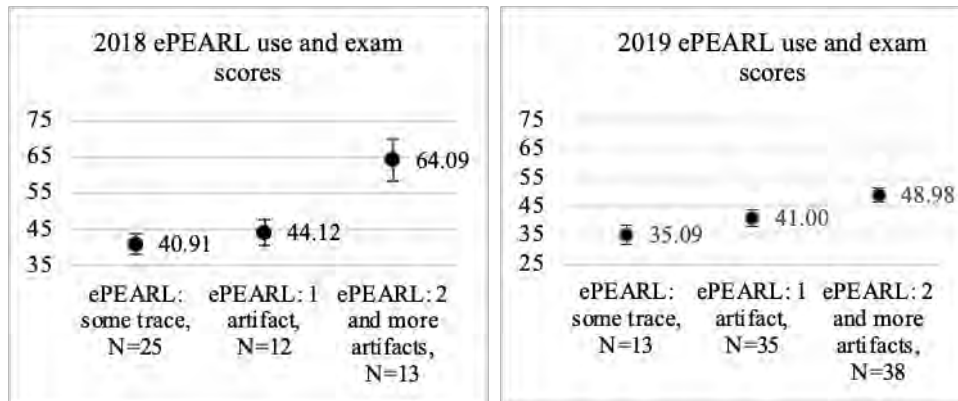 2018 ePEARL use and exam
scores
75
65
55
45
35
64.09
44.12
40.91
ePEARL:
some trace,
N=25
ePEARL: 1
artifact,
N=12
ePEARL: 2
and more
artifacts,
N=13
2019 ePEARL use and exam
scores
75
65
55
45
35
25
48.98
41.00
35.09
ePEARL:
some trace,
N=13
ePEARL: 1
artifact,
N=35
ePEARL: 2
and more
artifacts,
N=38